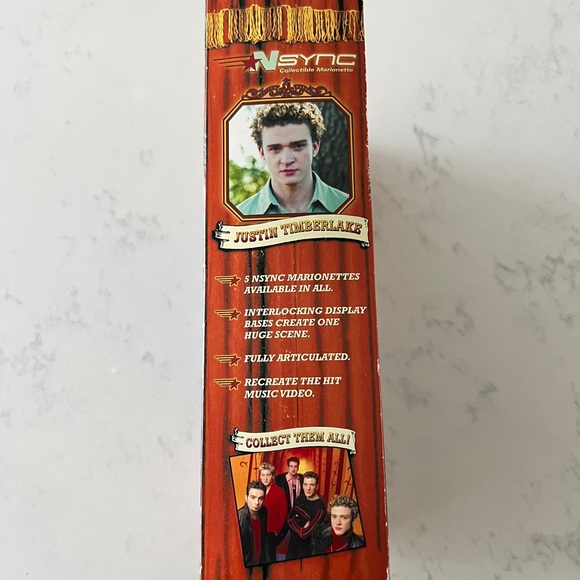 NSYNC
Collectible Marionette
JUSTIN TIMBERLAKE
5 NSYNC MARIONETTES
AVAILABLE IN ALL.
INTERLOCKING DISPLAY
BASES CREATE ONE
HUGE SCENE.
FULLY ARTICULATED.
RECREATE THE HIT
MUSIC VIDEO.
COLLECT THEM ALL!